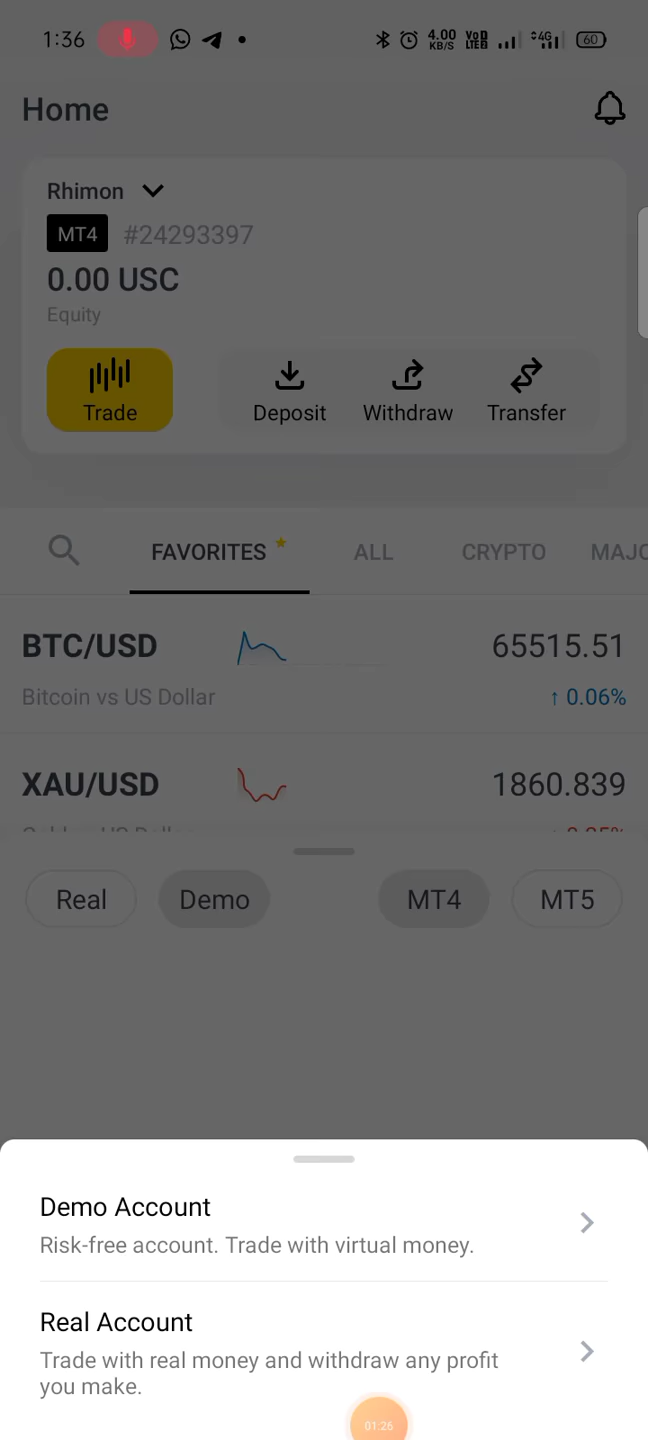 1:36
4.00
KB/S
4G
60
Home
Rhimon
MT4 #24293397
0.00 USC
Equity
Trade
Deposit
Withdraw
Transfer
FAVORITES
ALL
CRYPTO
BTC/USD
65515.51
Bitcoin vs US Dollar
↑ 0.06%
XAU/USD
1860.839
Real
Demo
MT4
MT5
Demo Account
Risk-free account. Trade with virtual money.
Real Account
Trade with real money and withdraw any profit
you make.
01:26